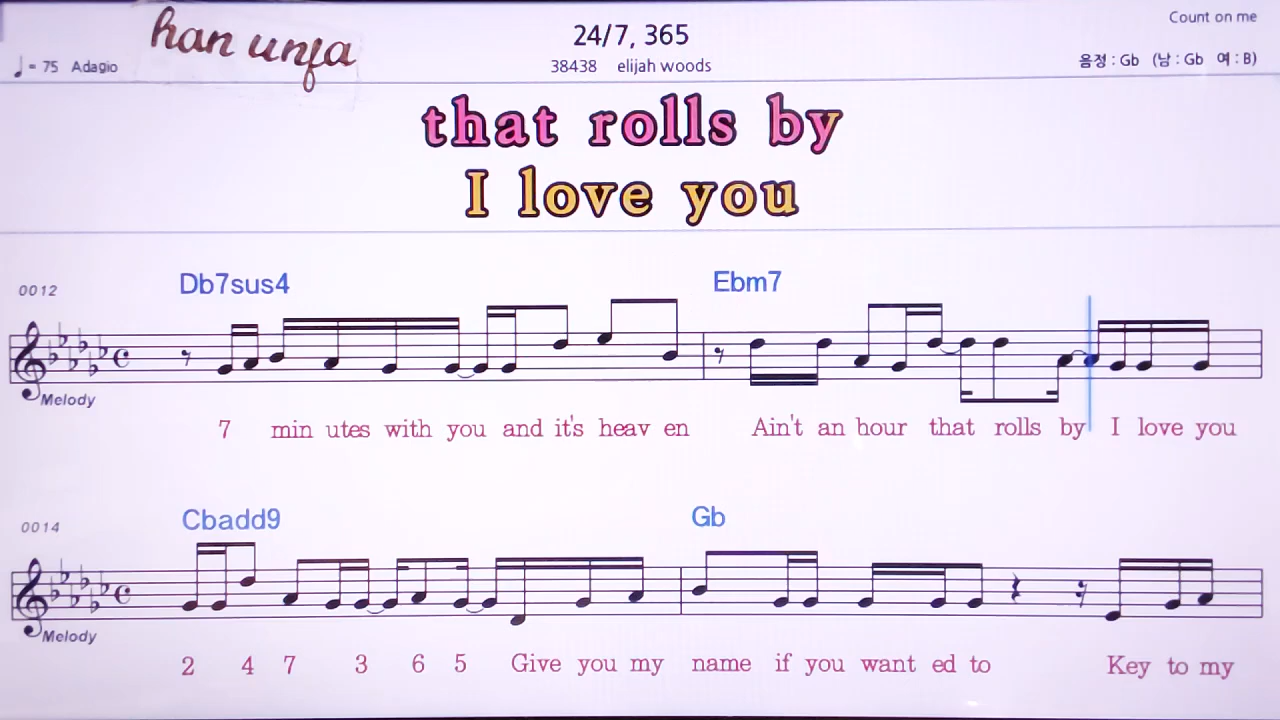 han unfa
Count on me
24/7, 365
♩= 75 Adagio
38438 elijah woods
음정 : Gb (남 : Gb 여 : B)
that rolls by
I love you
0012
Db7sus4 Ebm7
Melody
7 min utes with you and it's heav en Ain't an hour that rolls by I love you
0014
Cbadd9 Gb
Melody
2 4 7 3 6 5 Give you my name if you want ed to Key to my